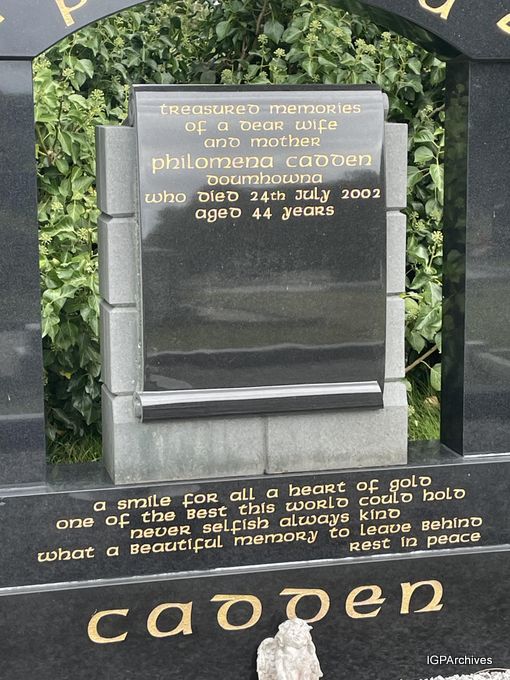 treasured memories
of a dear wife
and mother
philomena cadden
doumhowna
who died 24th July 2002
aged 44 years
a smile for all a heart of gold
one of the best this world could hold
never selfish always kind
what a beautiful memory to leave behind
rest in peace
cadden
IGPArchives